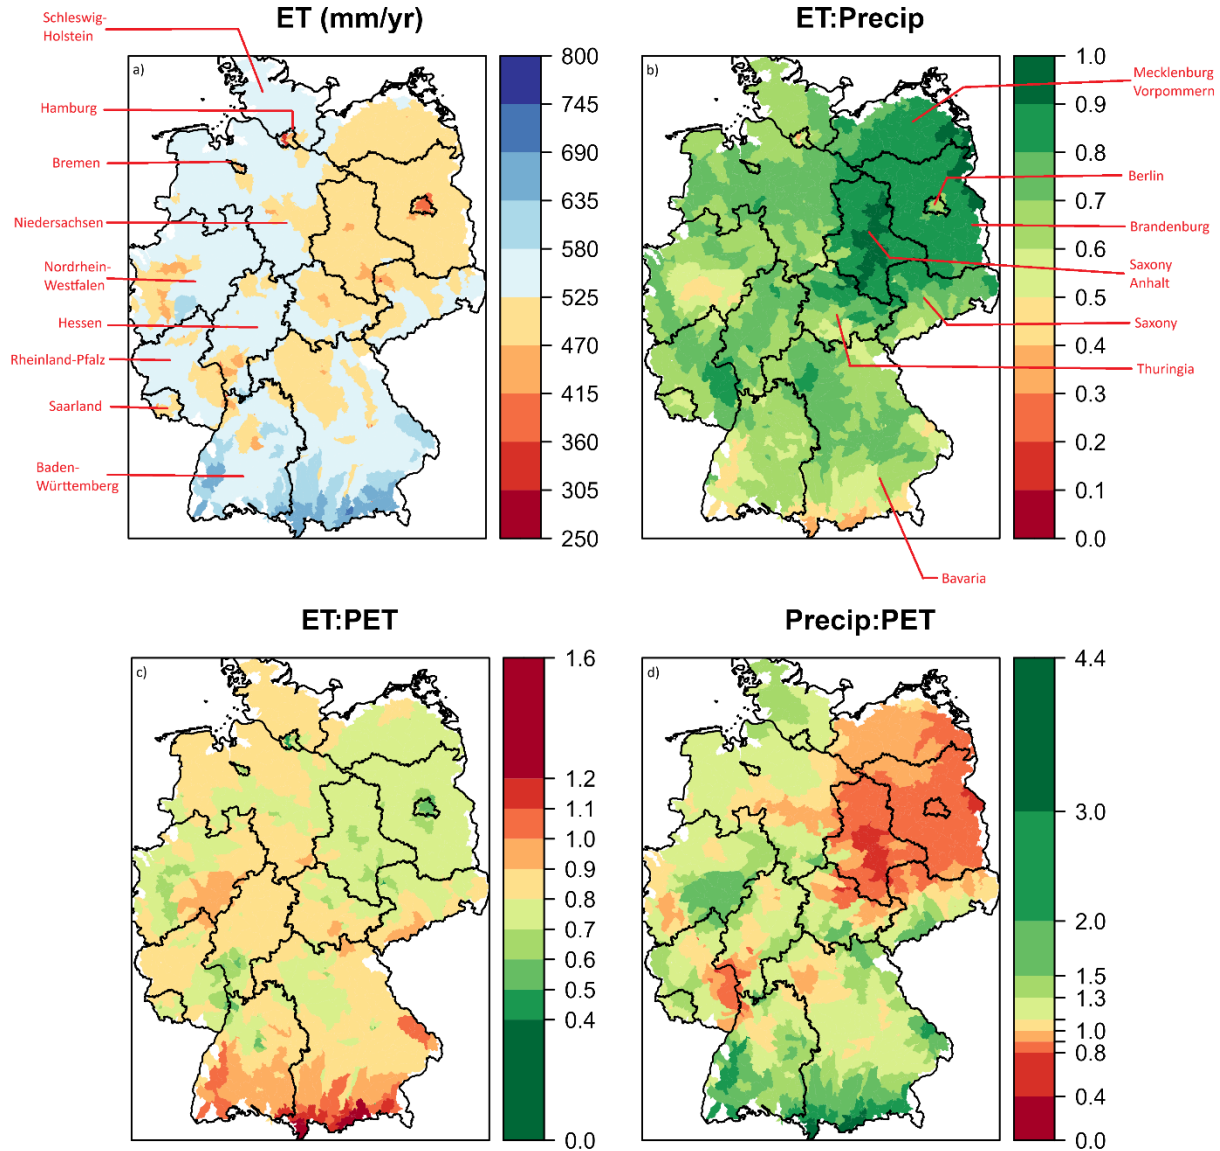 ET (mm/yr)
ET:Precip
a)
Schleswig-
Holstein
Hamburg
Bremen
Niedersachsen
Nordrhein-
Westfalen
Hessen
Rheinland-Pfalz
Saarland
Baden-
Württemberg
800
745
690
635
580
525
470
415
360
305
250
b)
1.0
0.9
0.8
0.7
0.6
0.5
0.4
0.3
0.2
0.1
0.0
Mecklenburg
Vorpommern
Berlin
Brandenburg
Saxony
Anhalt
Saxony
Thuringia
Bavaria
ET:PET
Precip:PET
c)
1.6
1.2
1.1
1.0
0.9
0.8
0.7
0.6
0.5
0.4
0.0
d)
4.4
3.0
2.0
1.5
1.3
1.0
0.8
0.4
0.0